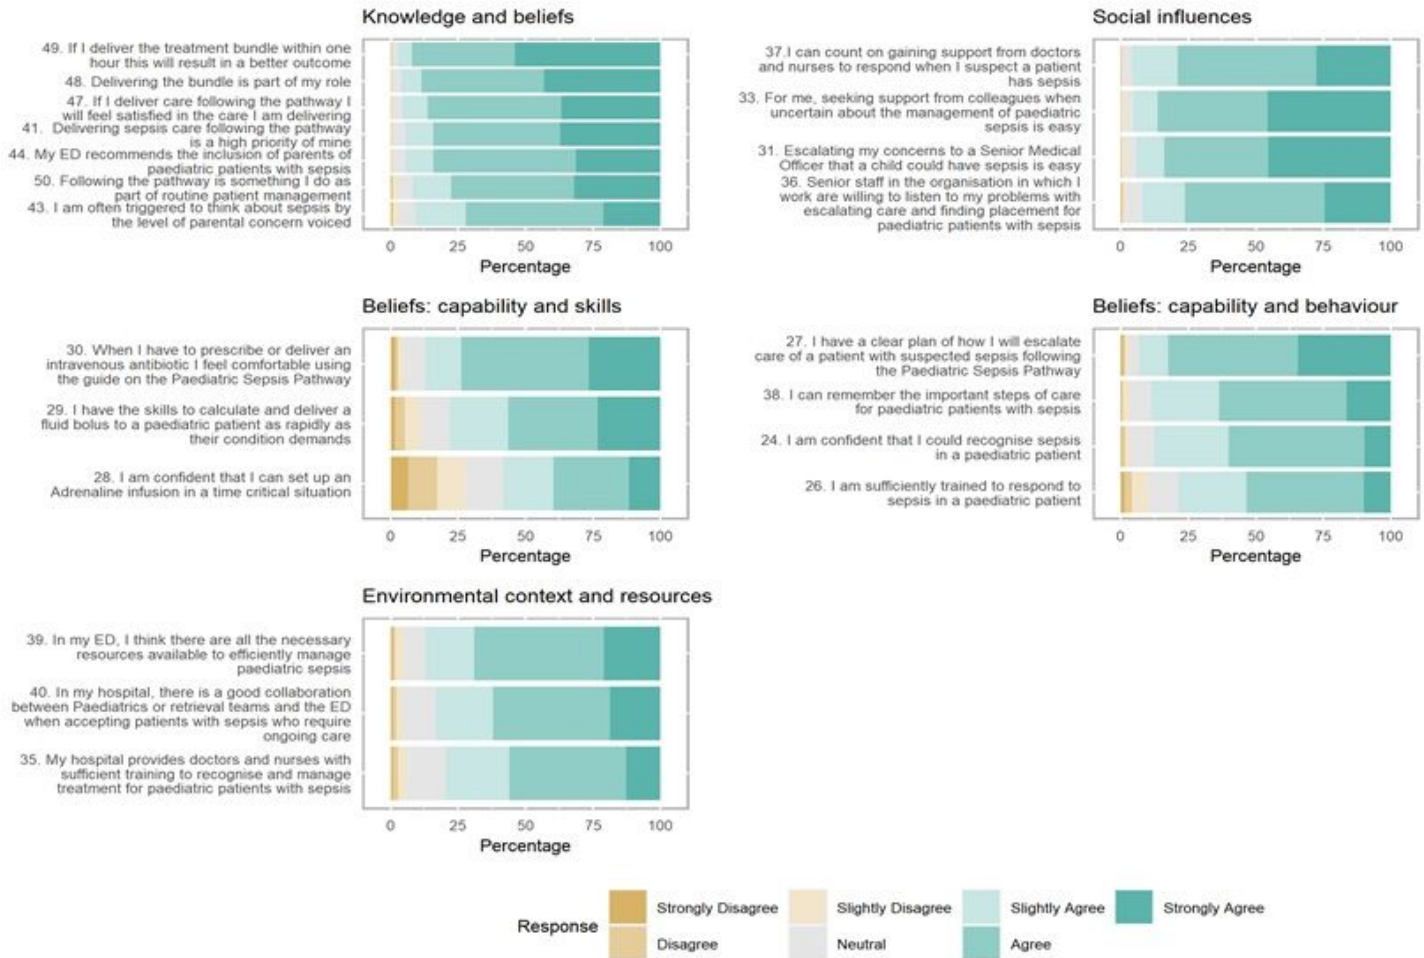 Knowledge and beliefs
49. If I deliver the treatment bundle within one
hour this will result in a better outcome
48. Delivering the bundle is part of my role
47. If I deliver care following the pathway I
will feel satisfied in the care I am delivering
41. Delivering sepsis care following the pathway
is a high priority of mine
44. My ED recommends the inclusion of parents of
paediatric patients with sepsis
50. Following the pathway is something I do as
part of routine patient management
43. I am often triggered to think about sepsis by
the level of parental concern voiced
0 25 50 75 100
Percentage
Social influences
37.I can count on gaining support from doctors
and nurses to respond when I suspect a patient
has sepsis
33. For me, seeking support from colleagues when
uncertain about the management of paediatric
sepsis is easy
31. Escalating my concerns to a Senior Medical
Officer that a child could have sepsis is easy
36. Senior staff in the organisation in which I
work are willing to listen to my problems with
escalating care and finding placement for
paediatric patients with sepsis
0 25 50 75 100
Percentage
Beliefs: capability and skills
30. When I have to prescribe or deliver an
intravenous antibiotic I feel comfortable using
the guide on the Paediatric Sepsis Pathway
29. I have the skills to calculate and deliver a
fluid bolus to a paediatric patient as rapidly as
their condition demands
28. I am confident that I can set up an
Adrenaline infusion in a time critical situation
0 25 50 75 100
Percentage
Beliefs: capability and behaviour
27. I have a clear plan of how I will escalate
care of a patient with suspected sepsis following
the Paediatric Sepsis Pathway
38. I can remember the important steps of care
for paediatric patients with sepsis
24. I am confident that I could recognise sepsis
in a paediatric patient
26. I am sufficiently trained to respond to
sepsis in a paediatric patient
0 25 50 75 100
Percentage
Environmental context and resources
39. In my ED, I think there are all the necessary
resources available to efficiently manage
paediatric sepsis
40. In my hospital, there is a good collaboration
between Paediatrics or retrieval teams and the ED
when accepting patients with sepsis who require
ongoing care
35. My hospital provides doctors and nurses with
sufficient training to recognise and manage
treatment for paediatric patients with sepsis
0 25 50 75 100
Percentage
Response
Strongly Disagree Slightly Disagree Slightly Agree Strongly Agree
Disagree Neutral Agree